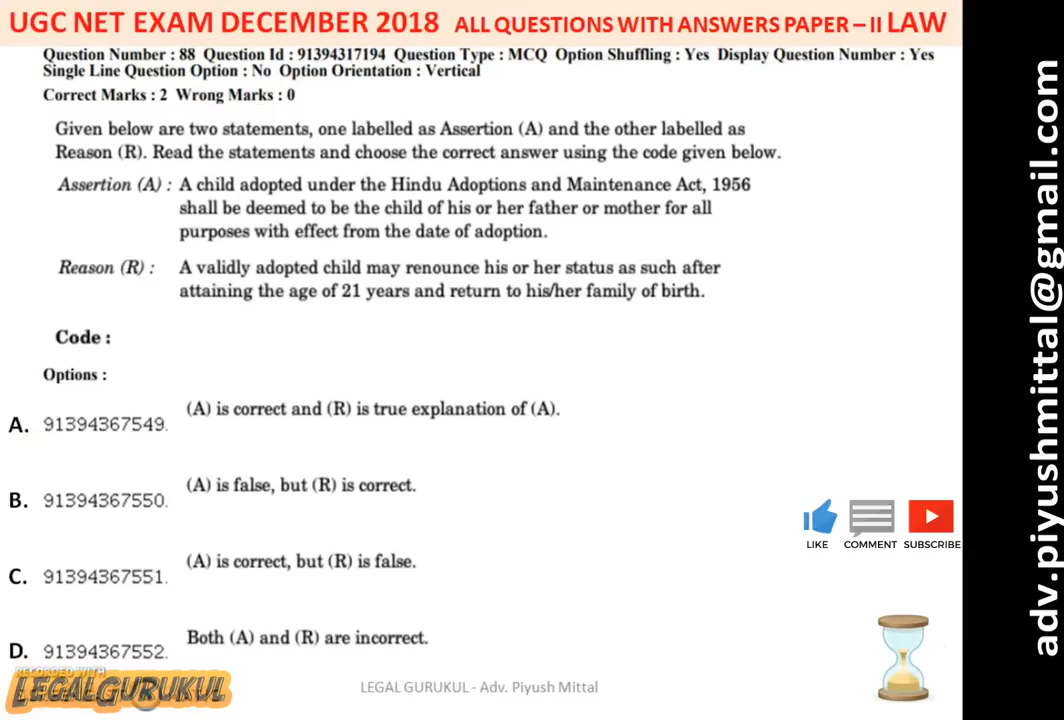 UGC NET EXAM DECEMBER 2018 ALL QUESTIONS WITH ANSWERS PAPER – II LAW
Question Number : 88 Question Id : 91394317194 Question Type : MCQ Option Shuffling : Yes Display Question Number : Yes
Single Line Question Option : No Option Orientation : Vertical
Correct Marks : 2 Wrong Marks : 0
Given below are two statements, one labelled as Assertion (A) and the other labelled as
Reason (R). Read the statements and choose the correct answer using the code given below.
Assertion (A) : A child adopted under the Hindu Adoptions and Maintenance Act, 1956
shall be deemed to be the child of his or her father or mother for all
purposes with effect from the date of adoption.
Reason (R) : A validly adopted child may renounce his or her status as such after
attaining the age of 21 years and return to his/her family of birth.
Code :
Options :
(A) is correct and (R) is true explanation of (A).
A. 91394367549.
(A) is false, but (R) is correct.
B. 91394367550.
(A) is correct, but (R) is false.
C. 91394367551.
Both (A) and (R) are incorrect.
D. 91394367552.
LIKE COMMENT SUBSCRIBE
RECORDED WITH
LEGALGURUKUL
LEGAL GURUKUL - Adv. Piyush Mittal
adv.piyushmittal@gmail.com